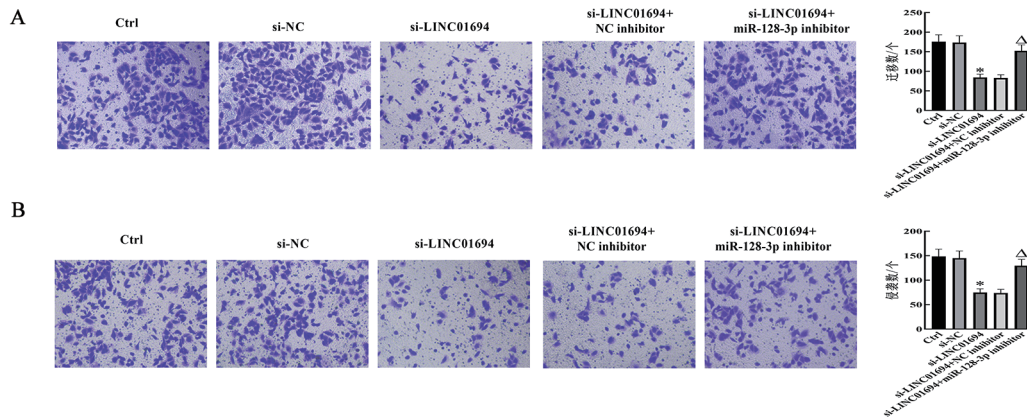 A
Ctrl
si-NC
si-LINC01694
si-LINC01694+
NC inhibitor
si-LINC01694+
miR-128-3p inhibitor
迁移数/个
250
200
150
100
50
0
*
△
Ctrl
si-NC
si-LINC01694
si-LINC01694+NC inhibitor
si-LINC01694+miR-128-3p inhibitor
B
Ctrl
si-NC
si-LINC01694
si-LINC01694+
NC inhibitor
si-LINC01694+
miR-128-3p inhibitor
侵袭数/个
200
150
100
50
0
*
△
Ctrl
si-NC
si-LINC01694
si-LINC01694+NC inhibitor
si-LINC01694+miR-128-3p inhibitor